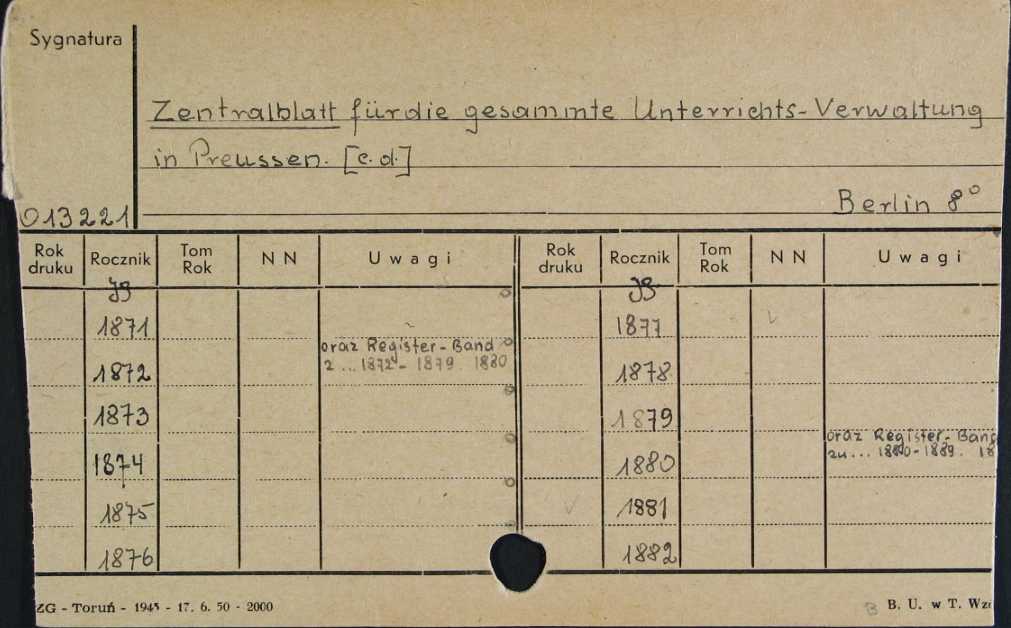 Sygnatura
Zentralblatt für die gesammte Unterrichts-Verwaltung
in Preussen. [c.d.]
Berlin 8°
013221
Rok druku Rocznik Tom Rok N N Uwagi Rok druku Rocznik Tom Rok N N Uwagi
JG JG
1871 1877
oraz Register-Band
1872 2 ... 1872-1879. 1880 1878
1873 1879
oraz Register-Band
1874 1880 zu ... 1880-1889. 18
1875 1881
1876 1882
ZG - Toruń - 1945 - 17. 6. 50 - 2000 B. U. w T. Wz